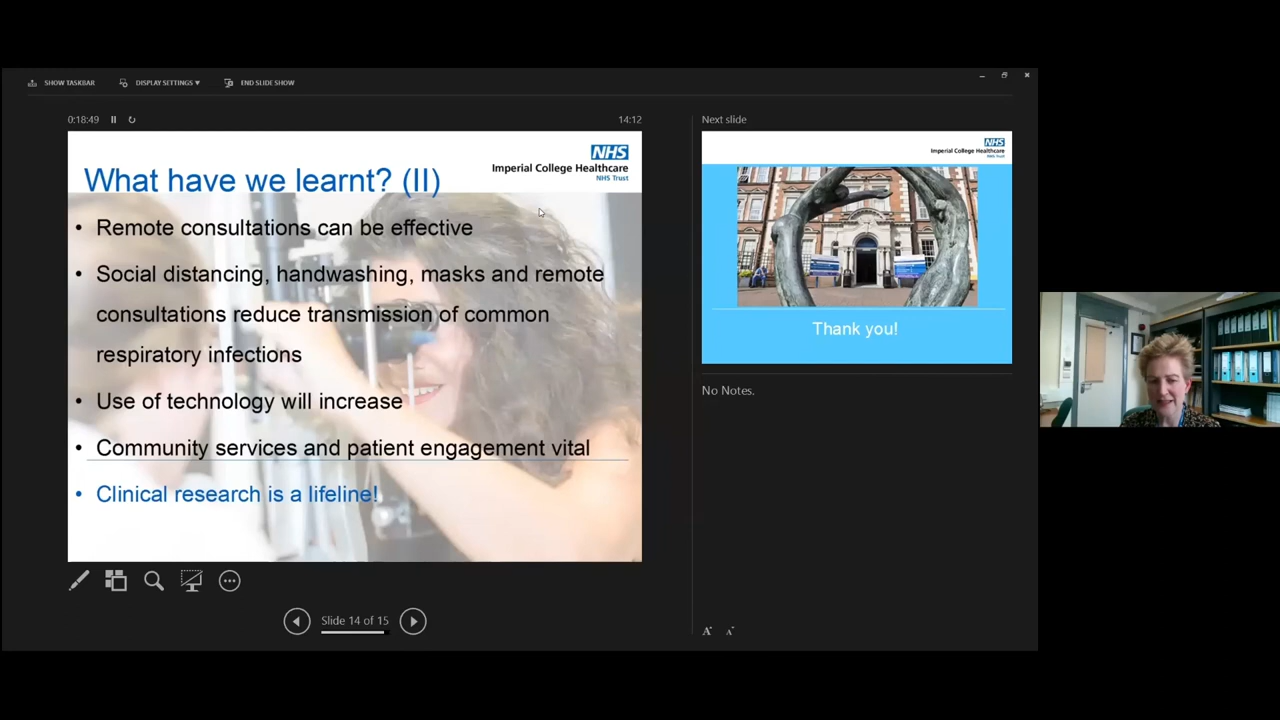 SHOW TASKBAR
DISPLAY SETTINGS ▾
END SLIDE SHOW
0:18:49
14:12
NHS
Imperial College Healthcare
NHS Trust
What have we learnt? (II)
• Remote consultations can be effective
• Social distancing, handwashing, masks and remote
consultations reduce transmission of common
respiratory infections
• Use of technology will increase
• Community services and patient engagement vital
• Clinical research is a lifeline!
Slide 14 of 15
Next slide
NHS
Imperial College Healthcare
NHS Trust
Thank you!
No Notes.
A
A